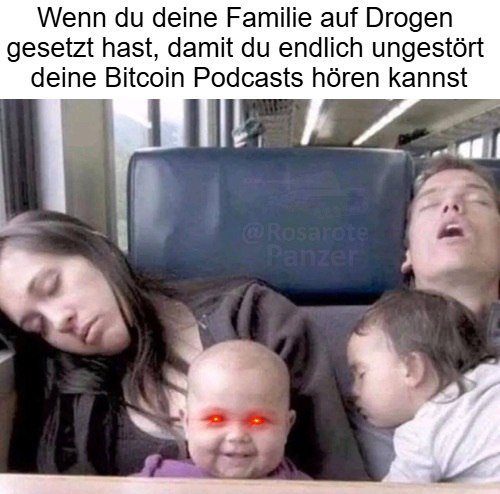 Wenn du deine Familie auf Drogen
gesetzt hast, damit du endlich ungestört
deine Bitcoin Podcasts hören kannst
@Rosarote
Panzer